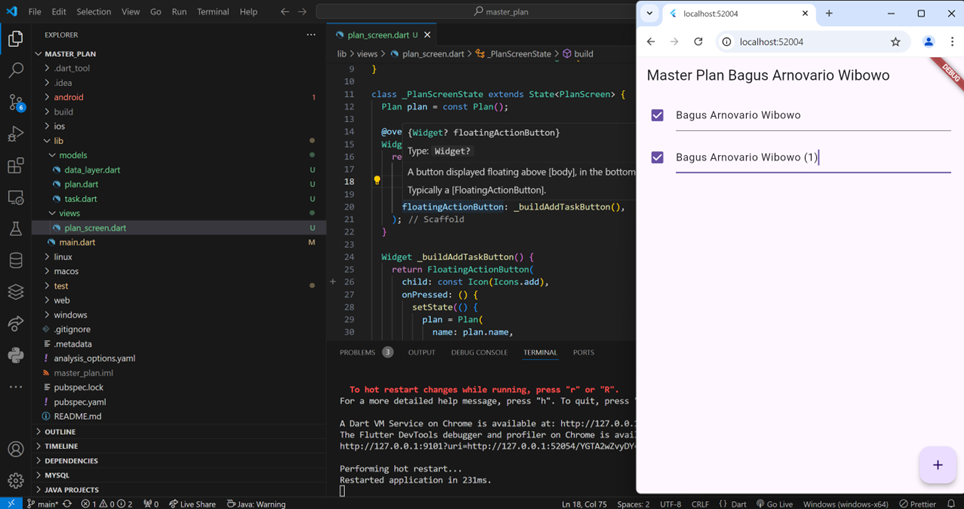 File Edit Selection View Go Run Terminal Help
master_plan
EXPLORER
MASTER_PLAN
.dart_tool
.idea
android 1
build
ios
lib
models
data_layer.dart U
plan.dart U
task.dart U
views
plan_screen.dart U
main.dart M
linux
macos
test
web
windows
.gitignore
.metadata
analysis_options.yaml
master_plan.iml
pubspec.lock
pubspec.yaml
README.md
OUTLINE
TIMELINE
DEPENDENCIES
MYSQL
JAVA PROJECTS
6
plan_screen.dart U
lib > views > plan_screen.dart > _PlanScreenState > build
9 }
10
11 class _PlanScreenState extends State<PlanScreen> {
12 Plan plan = const Plan();
13
14 @ove
15 Widg
16 re
17
18
19
20 floatingActionButton: _buildAddTaskButton(),
21 ); // Scaffold
22 }
23
24 Widget _buildAddTaskButton() {
25 return FloatingActionButton(
26 child: const Icon(Icons.add),
27 onPressed: () {
28 setState(() {
29 plan = Plan(
30 name: plan.name,
{Widget? floatingActionButton}
Type: Widget?
A button displayed floating above [body], in the bottom
Typically a [FloatingActionButton].
PROBLEMS 3 OUTPUT DEBUG CONSOLE TERMINAL PORTS
To hot restart changes while running, press "r" or "R".
For a more detailed help message, press "h". To quit, press
A Dart VM Service on Chrome is available at: http://127.0.0.
The Flutter DevTools debugger and profiler on Chrome is avai
http://127.0.0.1:9101?uri=http://127.0.0.1:52054/YGTA2wZvyDY
Performing hot restart...
Restarted application in 231ms.
main* 1 0 2 0 Live Share Java: Warning Ln 18, Col 75 Spaces: 2 UTF-8 CRLF {} Dart Go Live Windows (windows-x64) Prettier
localhost:52004
localhost:52004
DEBUG
Master Plan Bagus Arnovario Wibowo
Bagus Arnovario Wibowo
Bagus Arnovario Wibowo (1)
+